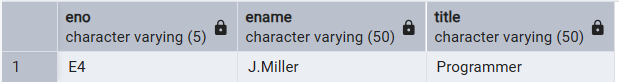 eno ename title
character varying (5) character varying (50) character varying (50)
1 E4 J.Miller Programmer